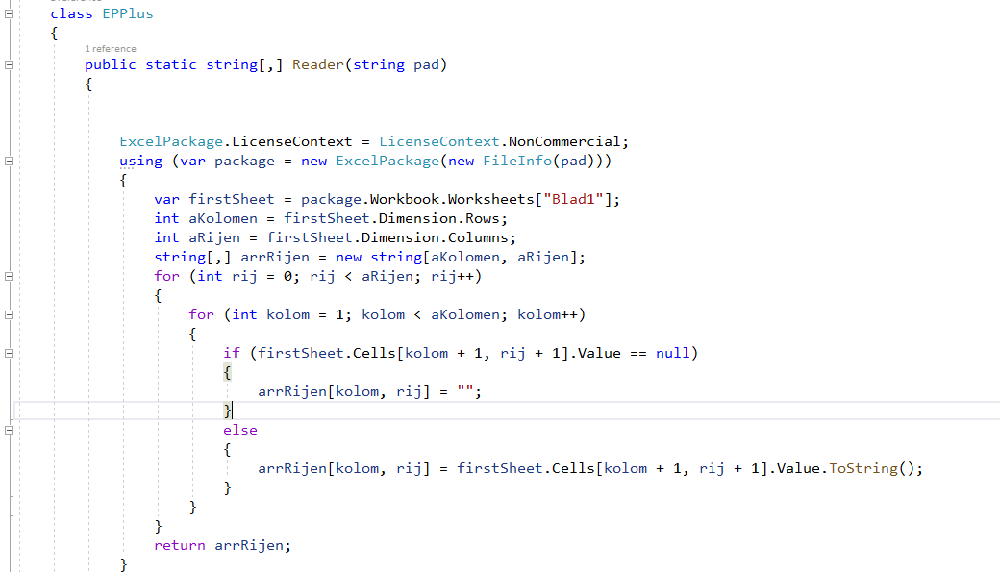 class EPPlus
{
1 reference
public static string[,] Reader(string pad)
{
ExcelPackage.LicenseContext = LicenseContext.NonCommercial;
using (var package = new ExcelPackage(new FileInfo(pad)))
{
var firstSheet = package.Workbook.Worksheets["Blad1"];
int aKolomen = firstSheet.Dimension.Rows;
int aRijen = firstSheet.Dimension.Columns;
string[,] arrRijen = new string[aKolomen, aRijen];
for (int rij = 0; rij < aRijen; rij++)
{
for (int kolom = 1; kolom < aKolomen; kolom++)
{
if (firstSheet.Cells[kolom + 1, rij + 1].Value == null)
{
arrRijen[kolom, rij] = "";
}
else
{
arrRijen[kolom, rij] = firstSheet.Cells[kolom + 1, rij + 1].Value.ToString();
}
}
}
return arrRijen;
}